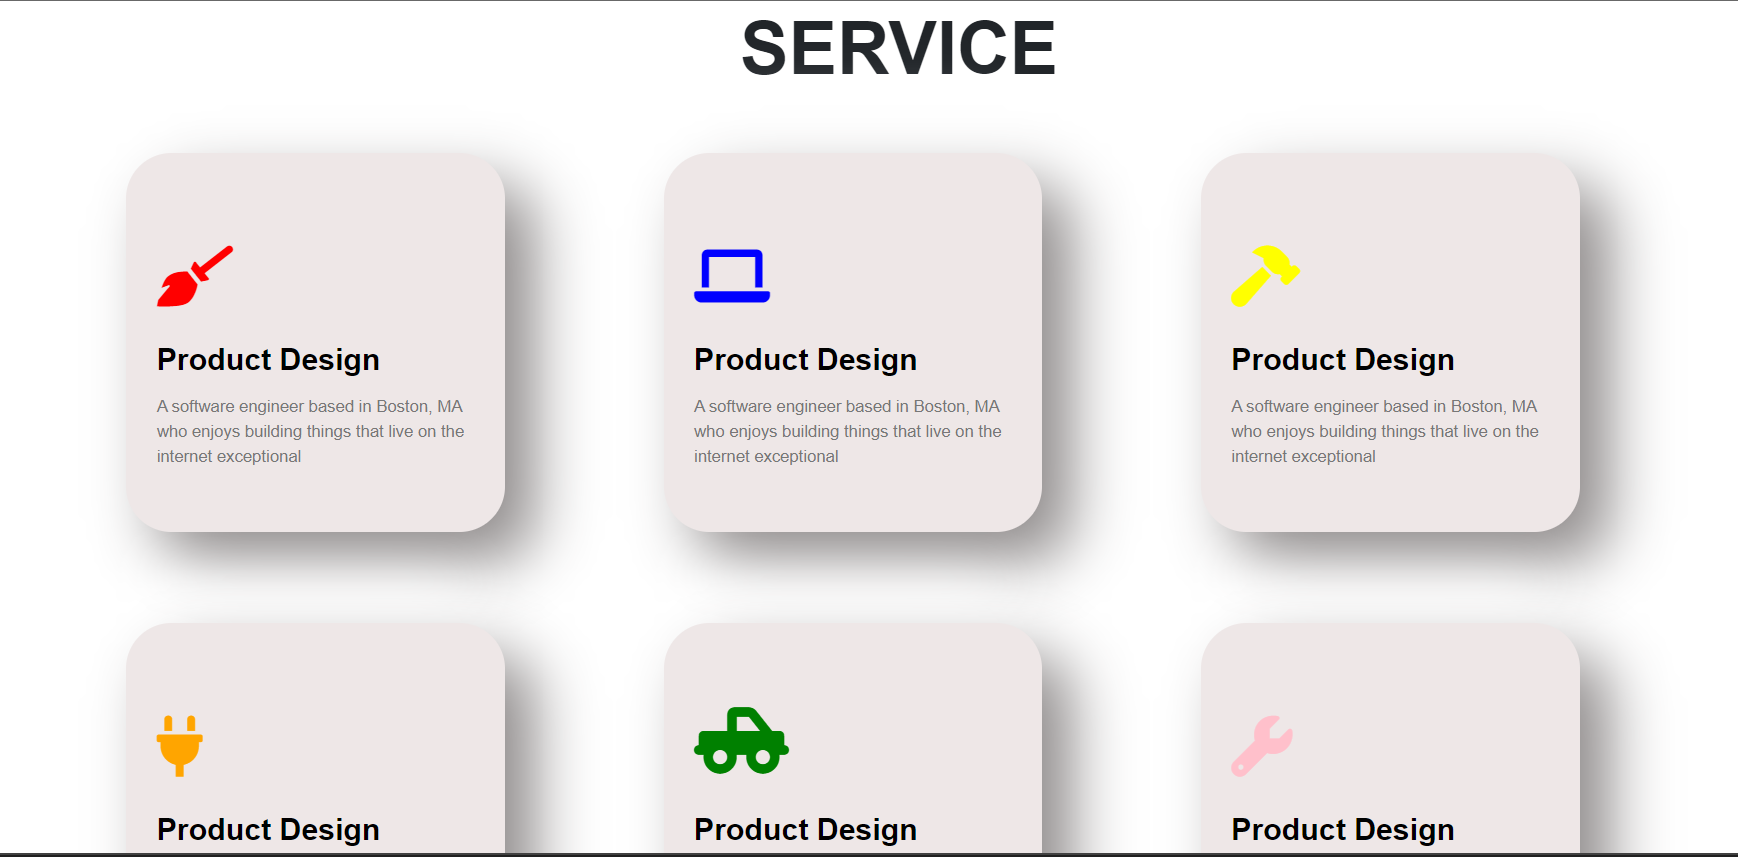 SERVICE
Product Design
A software engineer based in Boston, MA
who enjoys building things that live on the
internet exceptional
Product Design
A software engineer based in Boston, MA
who enjoys building things that live on the
internet exceptional
Product Design
A software engineer based in Boston, MA
who enjoys building things that live on the
internet exceptional
Product Design
Product Design
Product Design